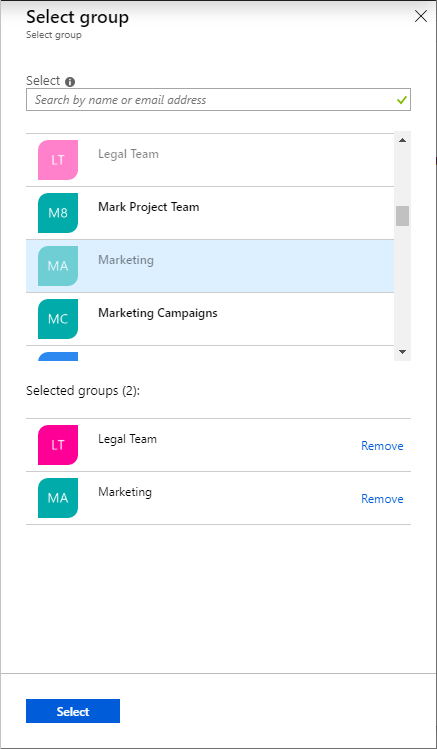 Select group
Select group
Select
Search by name or email address
LT Legal Team
M8 Mark Project Team
MA Marketing
MC Marketing Campaigns
Selected groups (2):
LT Legal Team Remove
MA Marketing Remove
Select